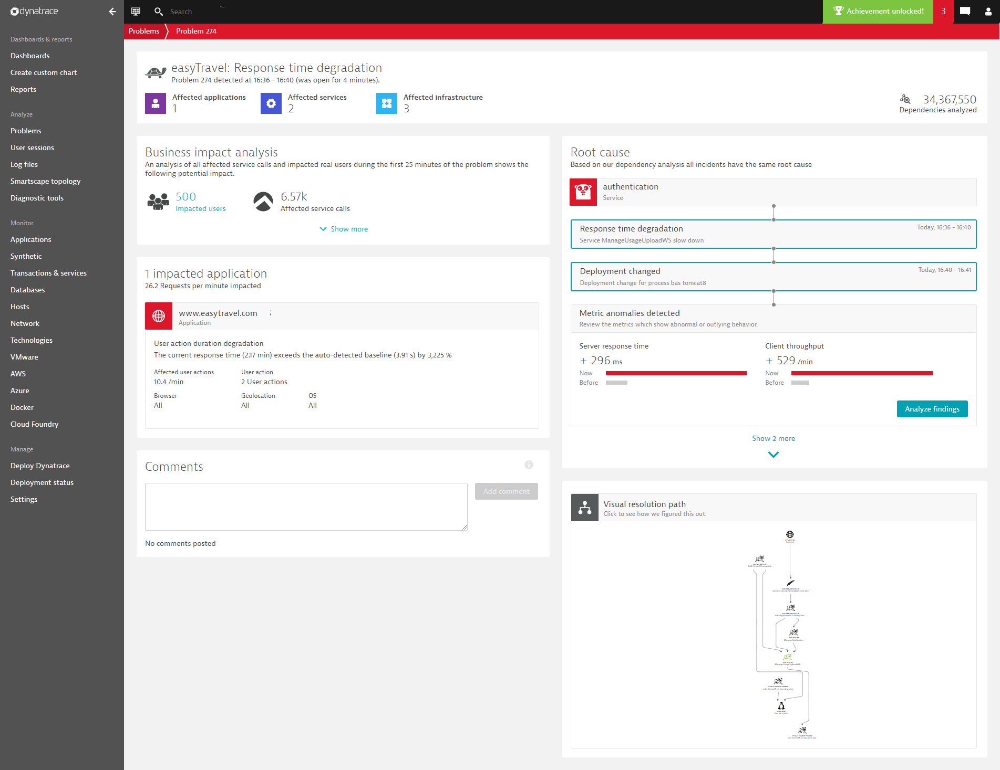 dynatrace
Search
Achievement unlocked!
3
Problems
Problem 274
Dashboards & reports
Dashboards
Create custom chart
Reports
Analyze
Problems
User sessions
Log files
Smartscape topology
Diagnostic tools
Monitor
Applications
Synthetic
Transactions & services
Databases
Hosts
Network
Technologies
VMware
AWS
Azure
Docker
Cloud Foundry
Manage
Deploy Dynatrace
Deployment status
Settings
easyTravel: Response time degradation
Problem 274 detected at 16:36 - 16:40 (was open for 4 minutes).
Affected applications
1
Affected services
2
Affected infrastructure
3
34,367,550
Dependencies analyzed
Business impact analysis
An analysis of all affected service calls and impacted real users during the first 25 minutes of the problem shows the
following potential impact.
500
Impacted users
6.57k
Affected service calls
Show more
1 impacted application
26.2 Requests per minute impacted
www.easytravel.com
Application
User action duration degradation
The current response time (2.17 min) exceeds the auto-detected baseline (3.91 s) by 3,225 %
Affected user actions
10.4 /min
User action
2 User actions
Browser
All
Geolocation
All
OS
All
Comments
Add comment
No comments posted
Root cause
Based on our dependency analysis all incidents have the same root cause
authentication
Service
Response time degradation
Today, 16:36 - 16:40
Service ManageUsageUploadWS slow down
Deployment changed
Today, 16:40 - 16:41
Deployment change for process bas tomcat8
Metric anomalies detected
Review the metrics which show abnormal or outlying behavior.
Server response time
+ 296 ms
Now
Before
Client throughput
+ 529 /min
Now
Before
Analyze findings
Show 2 more
Visual resolution path
Click to see how we figured this out.
ManageNotification
ManageUsageUploadWS